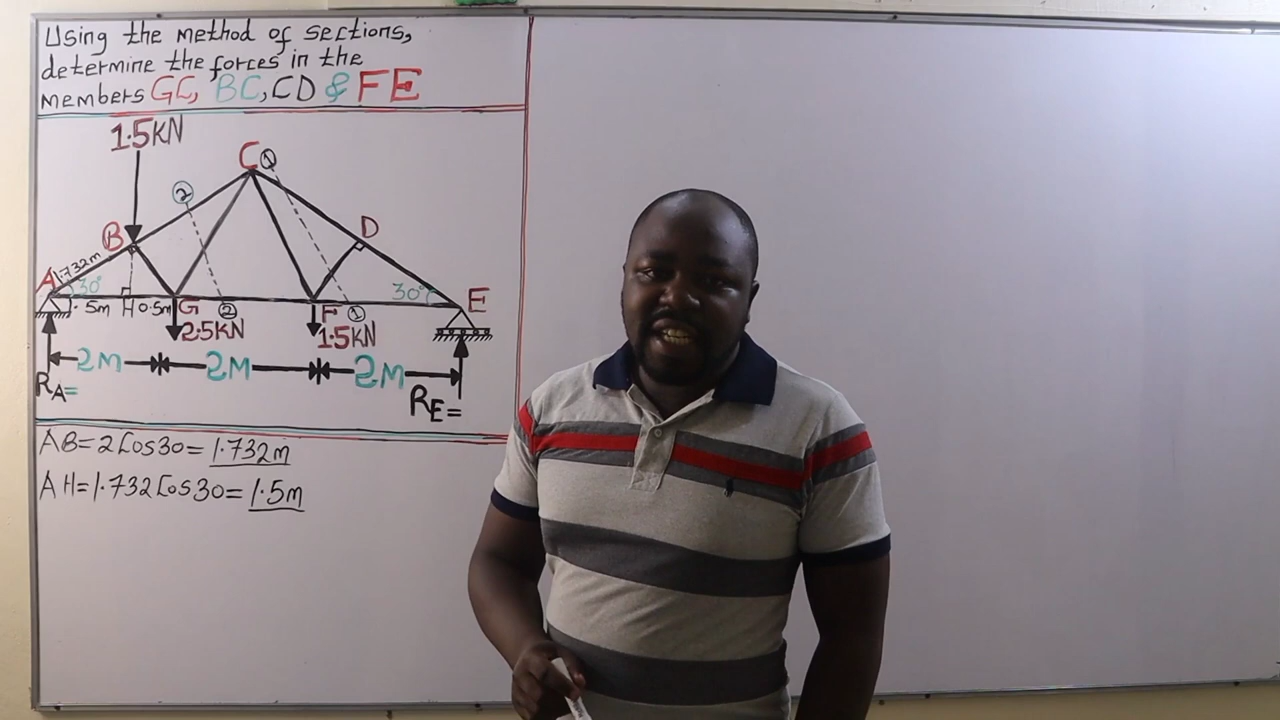 Using the method of sections,
determine the forces in the
members GC, BC, CD & FE
1.5KN
C 1
2
B D
1.732m
A 30° 30° E
1.5m H 0.5m G 2 F 1
2.5KN 1.5KN
2M 2M 2M
RA= RE=
AB=2Cos30=1.732m
AH=1.732Cos30=1.5m